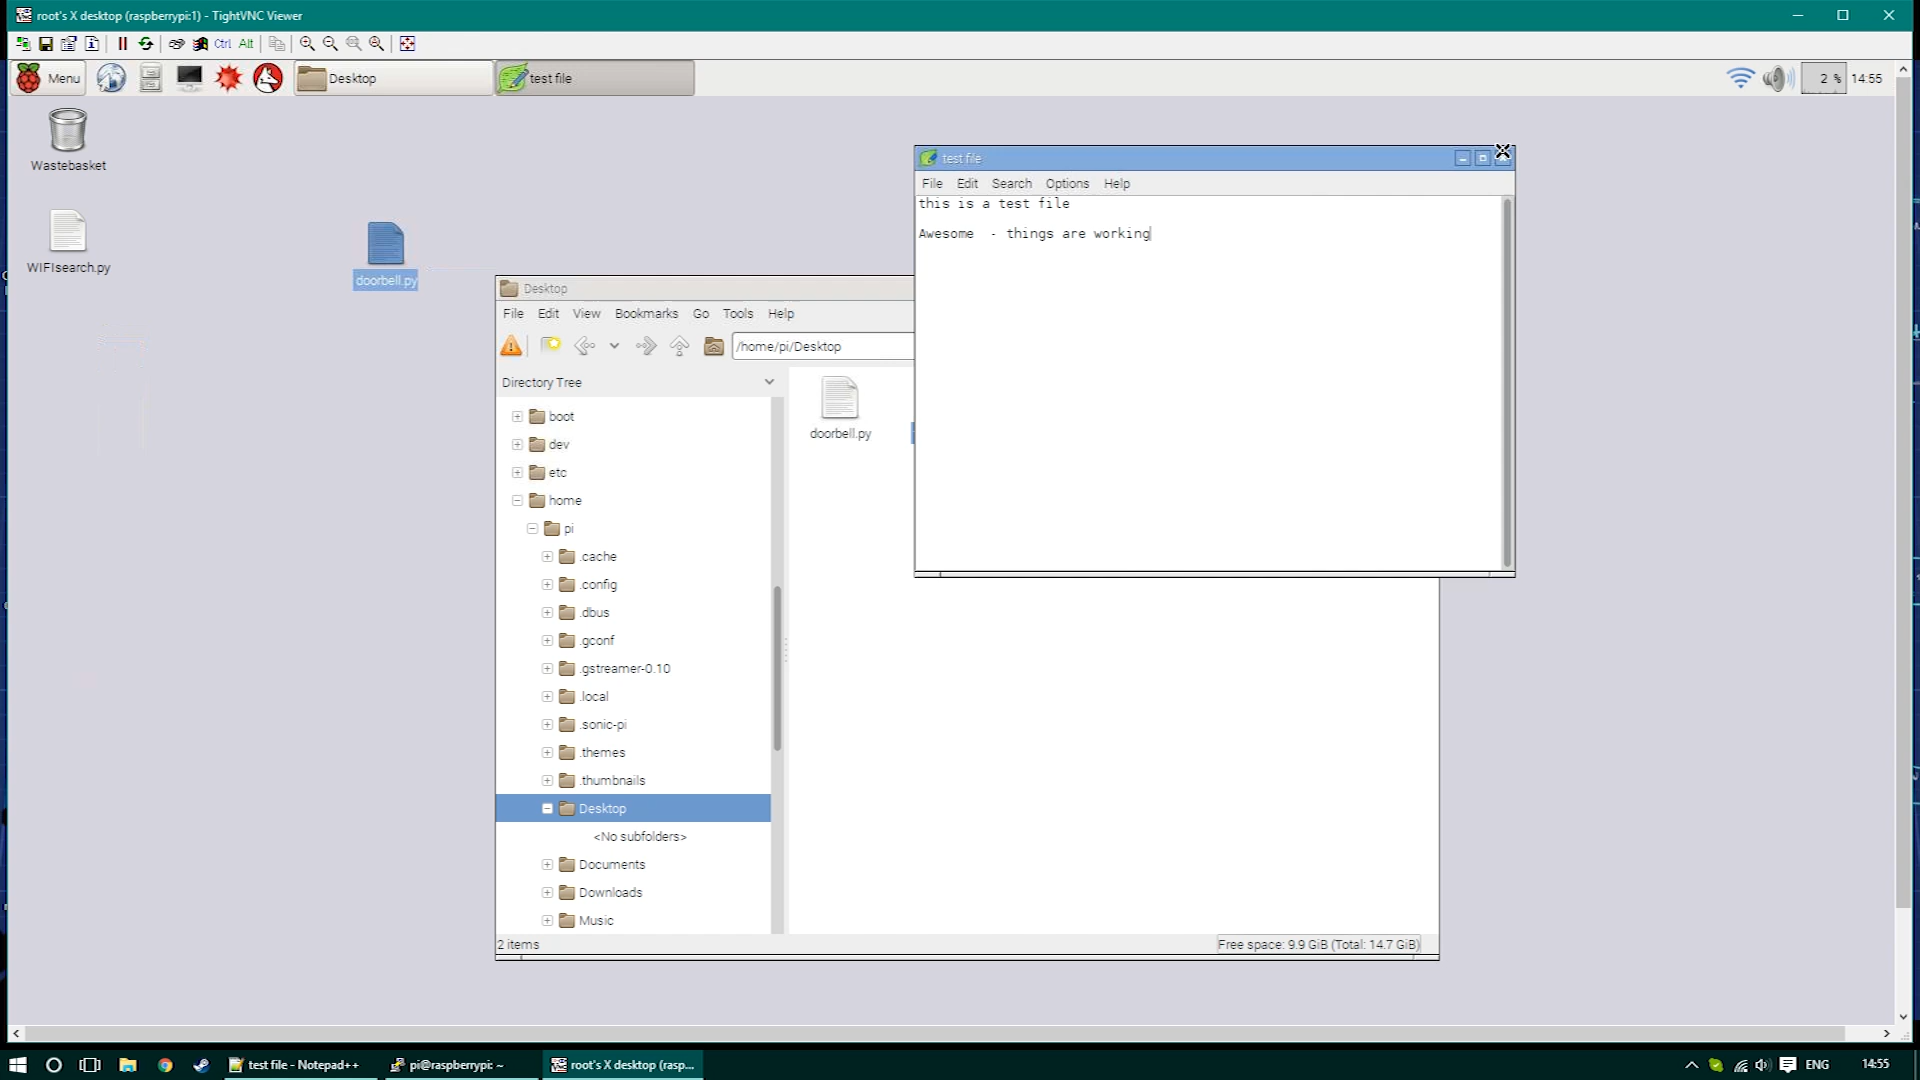 root's X desktop (raspberrypi:1) - TightVNC Viewer
Ctrl Alt
Menu
Desktop
test file
2 %
14:55
Wastebasket
WIFIsearch.py
doorbell.py
test file
File Edit Search Options Help
this is a test file
Awesome  - things are working
Desktop
File Edit View Bookmarks Go Tools Help
/home/pi/Desktop
Directory Tree
boot
dev
etc
home
pi
.cache
.config
.dbus
.gconf
.gstreamer-0.10
.local
.sonic-pi
.themes
.thumbnails
Desktop
<No subfolders>
Documents
Downloads
Music
doorbell.py
2 items
Free space: 9.9 GiB (Total: 14.7 GiB)
test file - Notepad++
pi@raspberrypi: ~
root's X desktop (rasp...
ENG
14:55